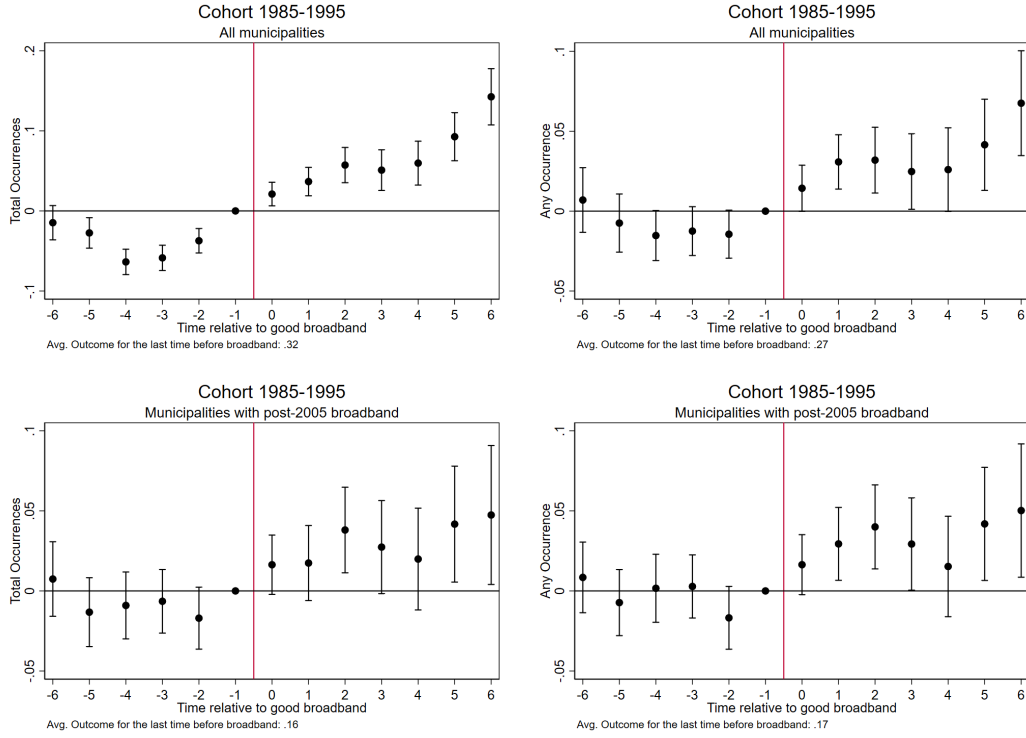 Cohort 1985-1995
All municipalities
Total Occurrences
.2
.1
0
-.1
-6 -5 -4 -3 -2 -1 0 1 2 3 4 5 6
Time relative to good broadband
Avg. Outcome for the last time before broadband: .32
Cohort 1985-1995
All municipalities
Any Occurrence
.1
.05
0
-.05
-6 -5 -4 -3 -2 -1 0 1 2 3 4 5 6
Time relative to good broadband
Avg. Outcome for the last time before broadband: .27
Cohort 1985-1995
Municipalities with post-2005 broadband
Total Occurrences
.1
.05
0
-.05
-6 -5 -4 -3 -2 -1 0 1 2 3 4 5 6
Time relative to good broadband
Avg. Outcome for the last time before broadband: .16
Cohort 1985-1995
Municipalities with post-2005 broadband
Any Occurrence
.1
.05
0
-.05
-6 -5 -4 -3 -2 -1 0 1 2 3 4 5 6
Time relative to good broadband
Avg. Outcome for the last time before broadband: .17